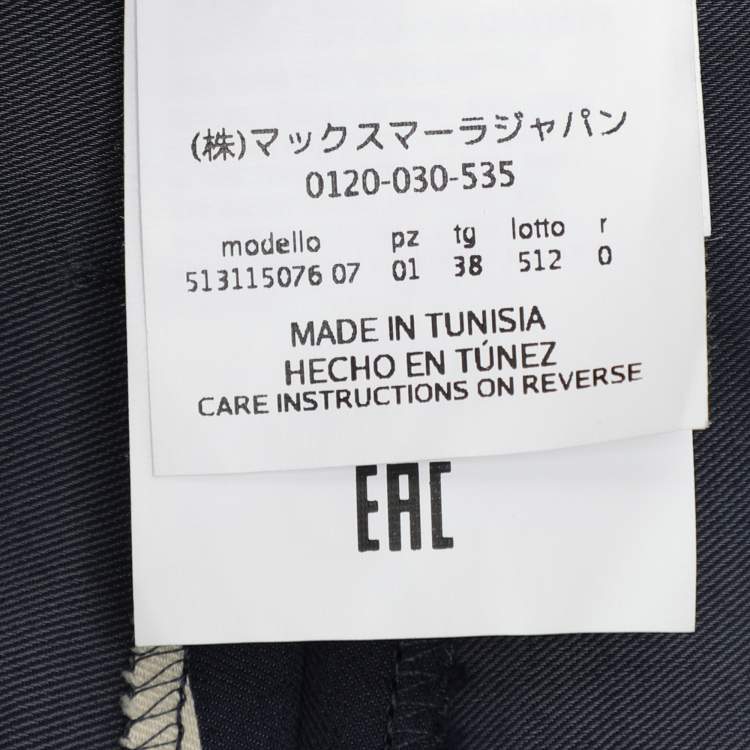 (株)マックスマーラジャパン
0120-030-535
modello pz tg lotto r
513115076 07 01 38 512 0
MADE IN TUNISIA
HECHO EN TÚNEZ
CARE INSTRUCTIONS ON REVERSE
EAC